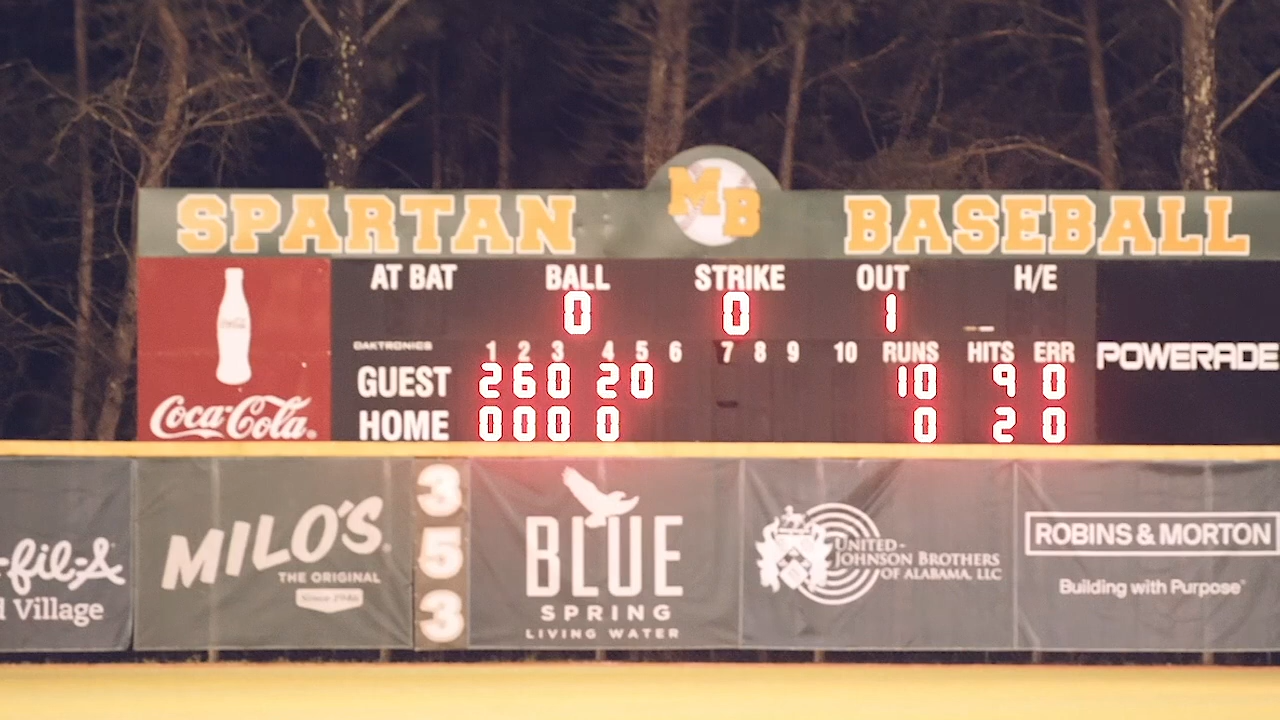 SPARTAN MB BASEBALL
AT BAT BALL STRIKE OUT H/E
0 0 1
DAKTRONICS 1 2 3 4 5 6 7 8 9 10 RUNS HITS ERR
GUEST 2 6 0 2 0 10 9 0
HOME 0 0 0 0 0 2 0
Coca-Cola
POWERADE
353
-fil-A
d Village
MILO'S
THE ORIGINAL
Since 1946
BLUE
SPRING
LIVING WATER
UNITED-
JOHNSON BROTHERS
OF ALABAMA, LLC
ROBINS & MORTON
Building with Purpose